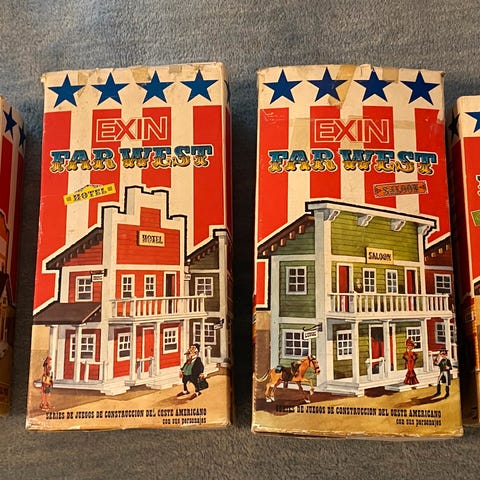 EXIN
FAR WEST
HOTEL
HOTEL
SERIES DE JUEGOS DE CONSTRUCCION DEL OESTE AMERICANO
con sus personajes
EXIN
FAR WEST
SALOON
SALOON
SERIES DE JUEGOS DE CONSTRUCCION DEL OESTE AMERICANO
con sus personajes